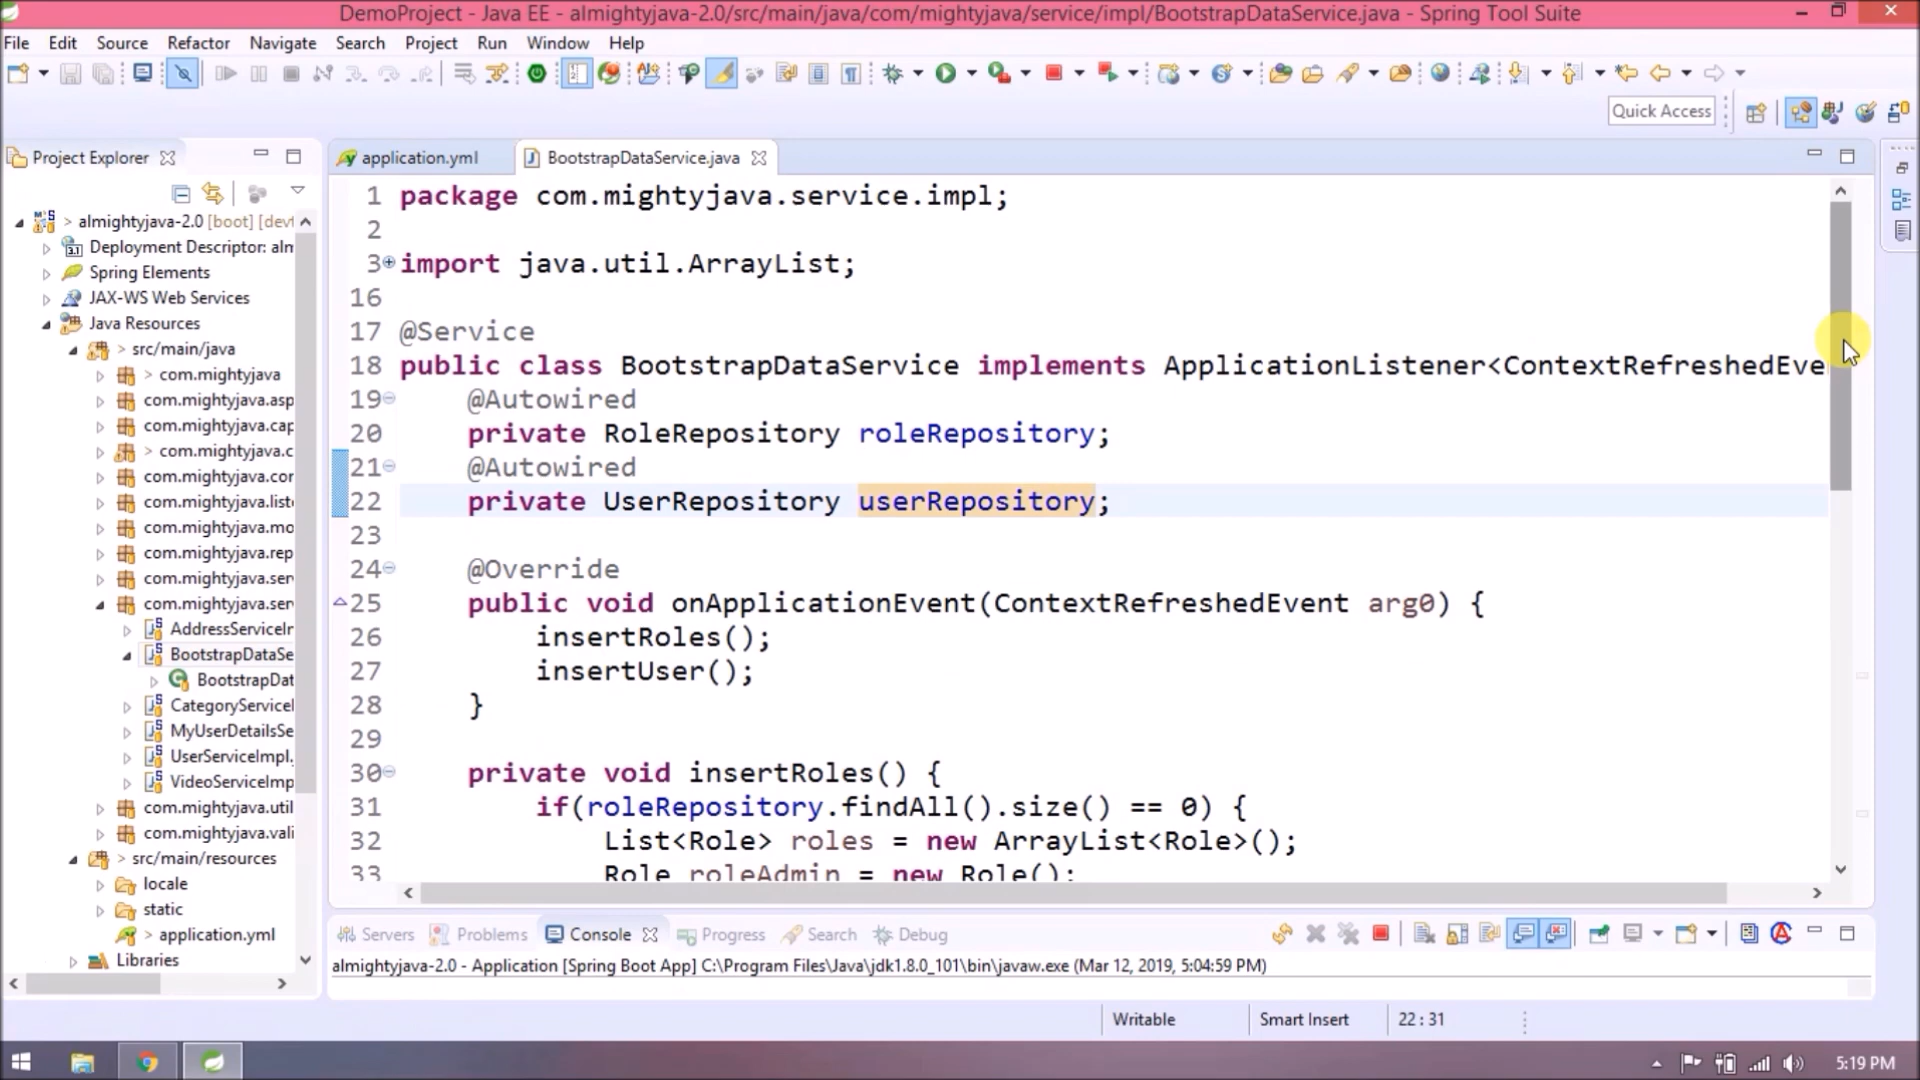 DemoProject - Java EE - almightyjava-2.0/src/main/java/com/mightyjava/service/impl/BootstrapDataService.java - Spring Tool Suite
File Edit Source Refactor Navigate Search Project Run Window Help
Quick Access
Project Explorer
almightyjava-2.0 [boot] [devt
Deployment Descriptor: alm
Spring Elements
JAX-WS Web Services
Java Resources
> src/main/java
> com.mightyjava
com.mightyjava.asp
com.mightyjava.cap
> com.mightyjava.c
com.mightyjava.cor
com.mightyjava.liste
com.mightyjava.mo
com.mightyjava.rep
com.mightyjava.ser
com.mightyjava.ser
AddressServiceIr
BootstrapDataSe
BootstrapDat
CategoryServiceI
MyUserDetailsSe
UserServiceImpl.
VideoServiceImp
com.mightyjava.util
com.mightyjava.vali
> src/main/resources
locale
static
> application.yml
Libraries
application.yml
BootstrapDataService.java
1 package com.mightyjava.service.impl;
2
3 import java.util.ArrayList;
16
17 @Service
18 public class BootstrapDataService implements ApplicationListener<ContextRefreshedEve
19 @Autowired
20 private RoleRepository roleRepository;
21 @Autowired
22 private UserRepository userRepository;
23
24 @Override
25 public void onApplicationEvent(ContextRefreshedEvent arg0) {
26 insertRoles();
27 insertUser();
28 }
29
30 private void insertRoles() {
31 if(roleRepository.findAll().size() == 0) {
32 List<Role> roles = new ArrayList<Role>();
33 Role roleAdmin = new Role();
Servers Problems Console Progress Search Debug
almightyjava-2.0 - Application [Spring Boot App] C:\Program Files\Java\jdk1.8.0_101\bin\javaw.exe (Mar 12, 2019, 5:04:59 PM)
Writable Smart Insert 22 : 31
5:19 PM